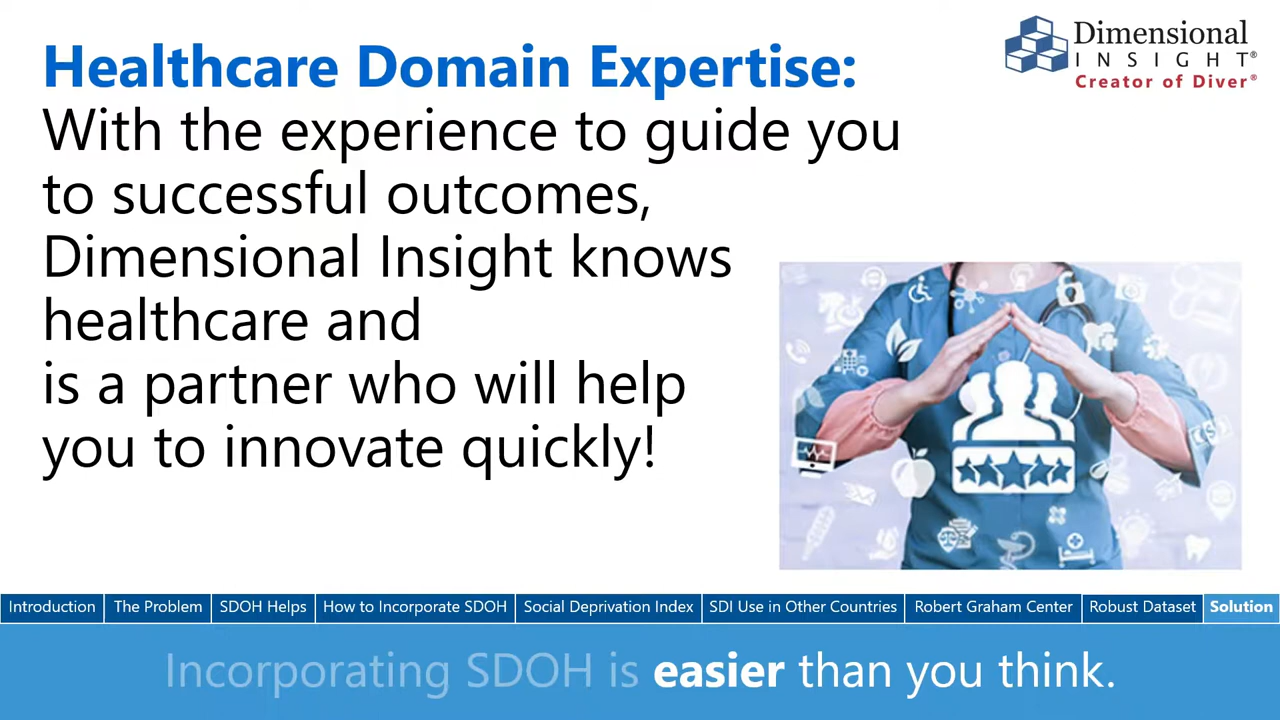 Healthcare Domain Expertise:
With the experience to guide you
to successful outcomes,
Dimensional Insight knows
healthcare and
is a partner who will help
you to innovate quickly!
Dimensional
INSIGHT®
Creator of Diver®
Introduction
The Problem
SDOH Helps
How to Incorporate SDOH
Social Deprivation Index
SDI Use in Other Countries
Robert Graham Center
Robust Dataset
Solution
Incorporating SDOH is easier than you think.